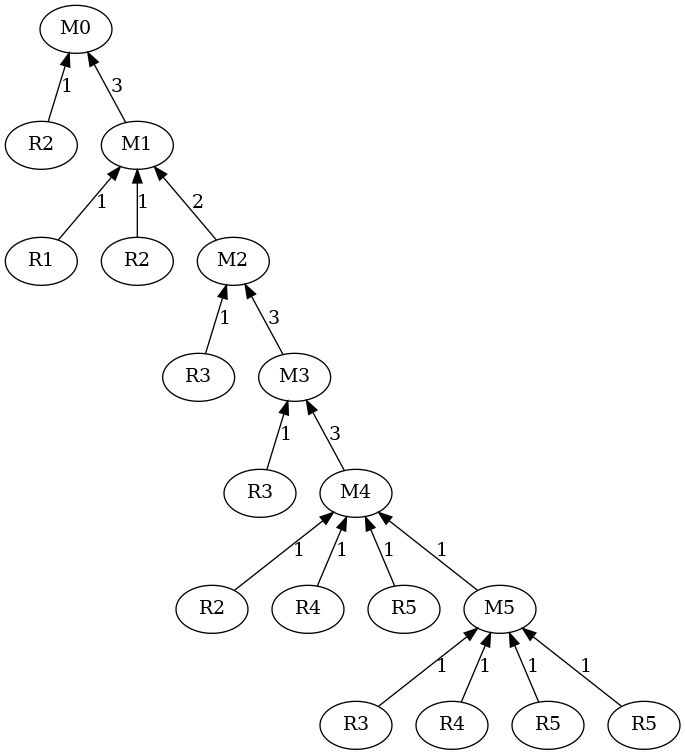 M0
1 3
R2 M1
1 1 2
R1 R2 M2
1 3
R3 M3
1 3
R3 M4
1 1 1 1
R2 R4 R5 M5
1 1 1 1
R3 R4 R5 R5